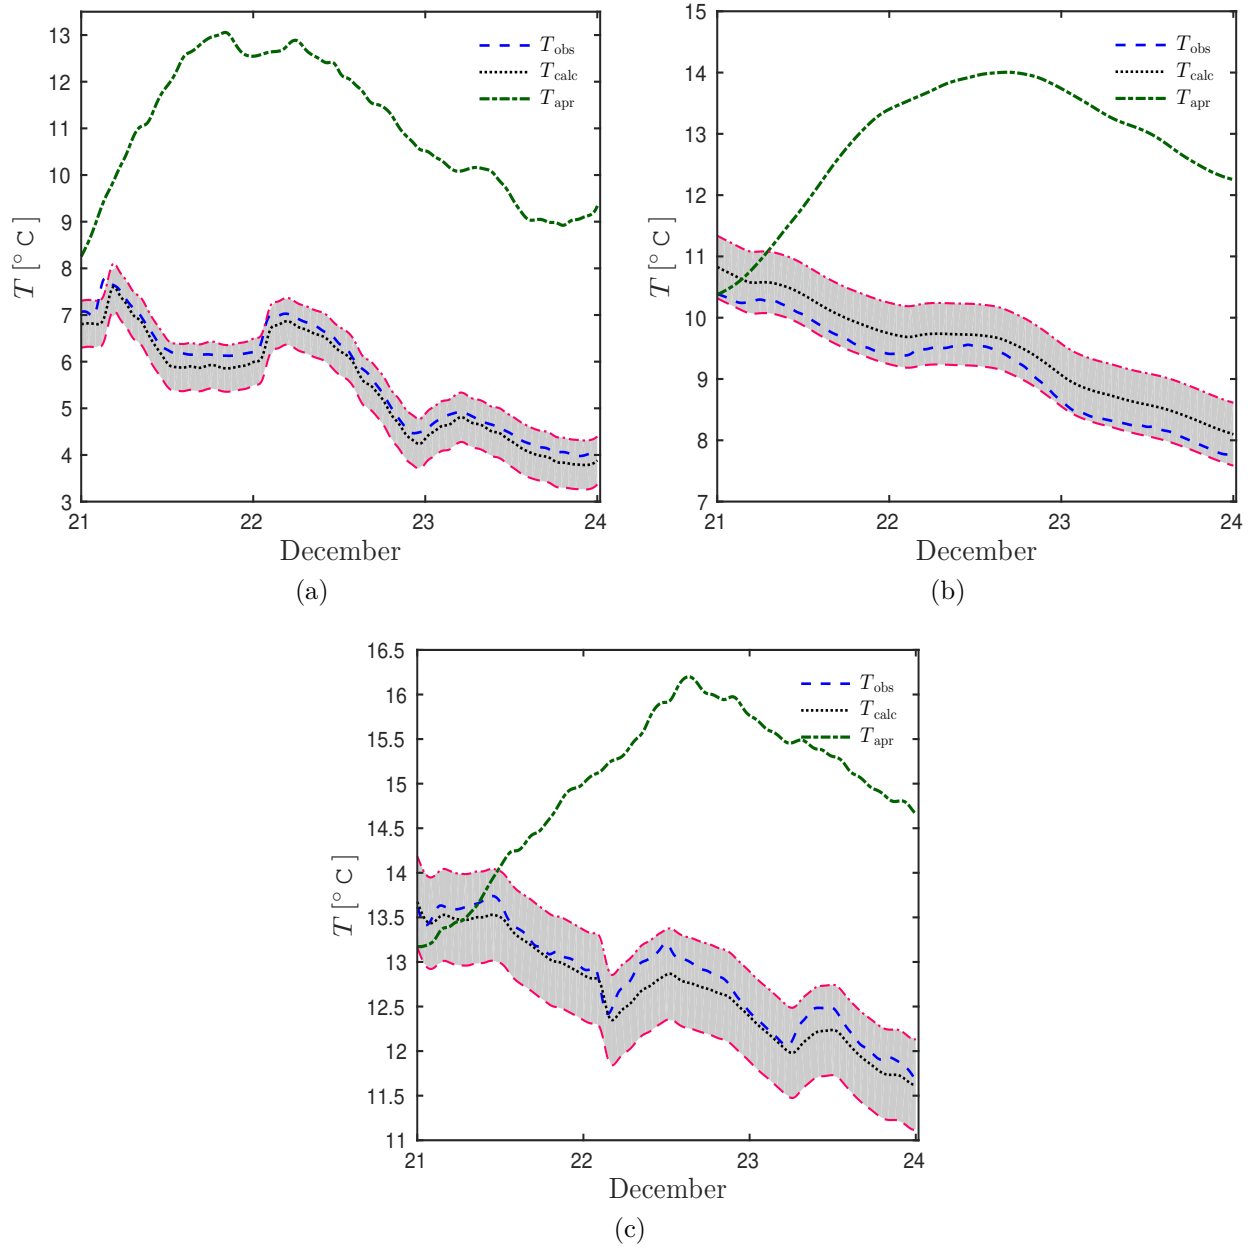 13
12
11
10
9
8
7
6
5
4
3
T [° C ]
T_obs
T_calc
T_apr
21
22
23
24
December
(a)
15
14
13
12
11
10
9
8
7
T [° C ]
T_obs
T_calc
T_apr
21
22
23
24
December
(b)
16.5
16
15.5
15
14.5
14
13.5
13
12.5
12
11.5
11
T [° C ]
T_obs
T_calc
T_apr
21
22
23
24
December
(c)